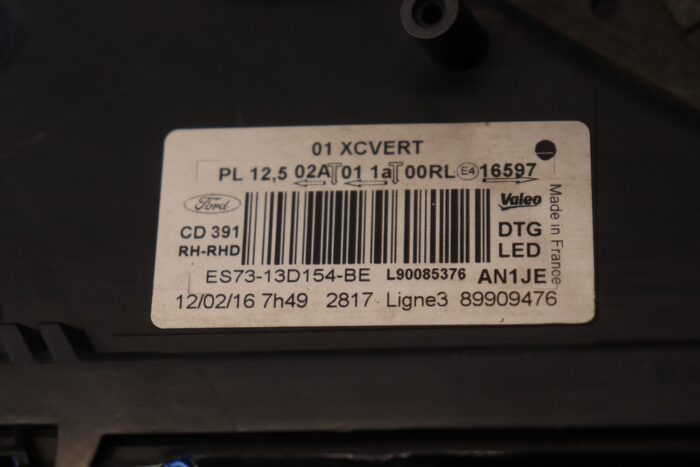 01 XCVERT
PL 12,5 02A 01 1a 00RL E4 16597
Ford
CD 391
RH-RHD
Valeo
DTG
LED
Made in France
ES73-13D154-BE L90085376 AN1JE
12/02/16 7h49 2817 Ligne3 89909476